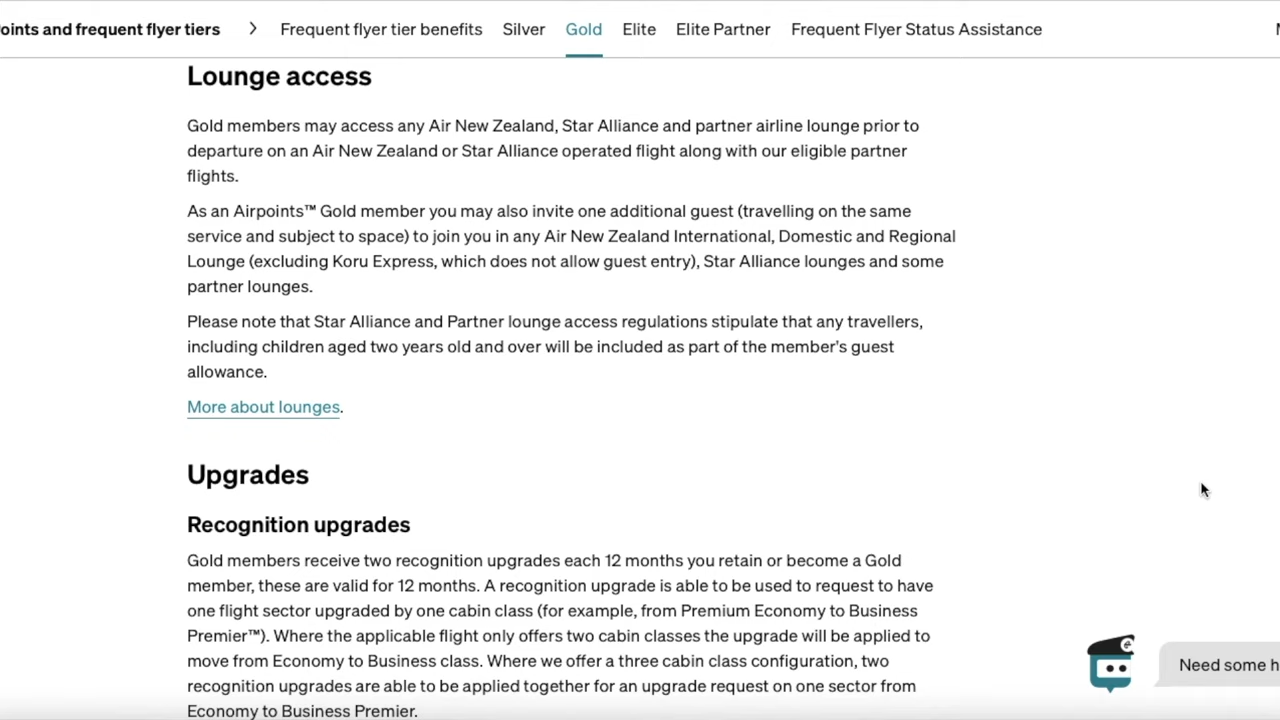 oints and frequent flyer tiers
Frequent flyer tier benefits
Silver
Gold
Elite
Elite Partner
Frequent Flyer Status Assistance
Lounge access
Gold members may access any Air New Zealand, Star Alliance and partner airline lounge prior to
departure on an Air New Zealand or Star Alliance operated flight along with our eligible partner
flights.
As an Airpoints™ Gold member you may also invite one additional guest (travelling on the same
service and subject to space) to join you in any Air New Zealand International, Domestic and Regional
Lounge (excluding Koru Express, which does not allow guest entry), Star Alliance lounges and some
partner lounges.
Please note that Star Alliance and Partner lounge access regulations stipulate that any travellers,
including children aged two years old and over will be included as part of the member's guest
allowance.
More about lounges.
Upgrades
Recognition upgrades
Gold members receive two recognition upgrades each 12 months you retain or become a Gold
member, these are valid for 12 months. A recognition upgrade is able to be used to request to have
one flight sector upgraded by one cabin class (for example, from Premium Economy to Business
Premier™). Where the applicable flight only offers two cabin classes the upgrade will be applied to
move from Economy to Business class. Where we offer a three cabin class configuration, two
recognition upgrades are able to be applied together for an upgrade request on one sector from
Economy to Business Premier.
Need some h